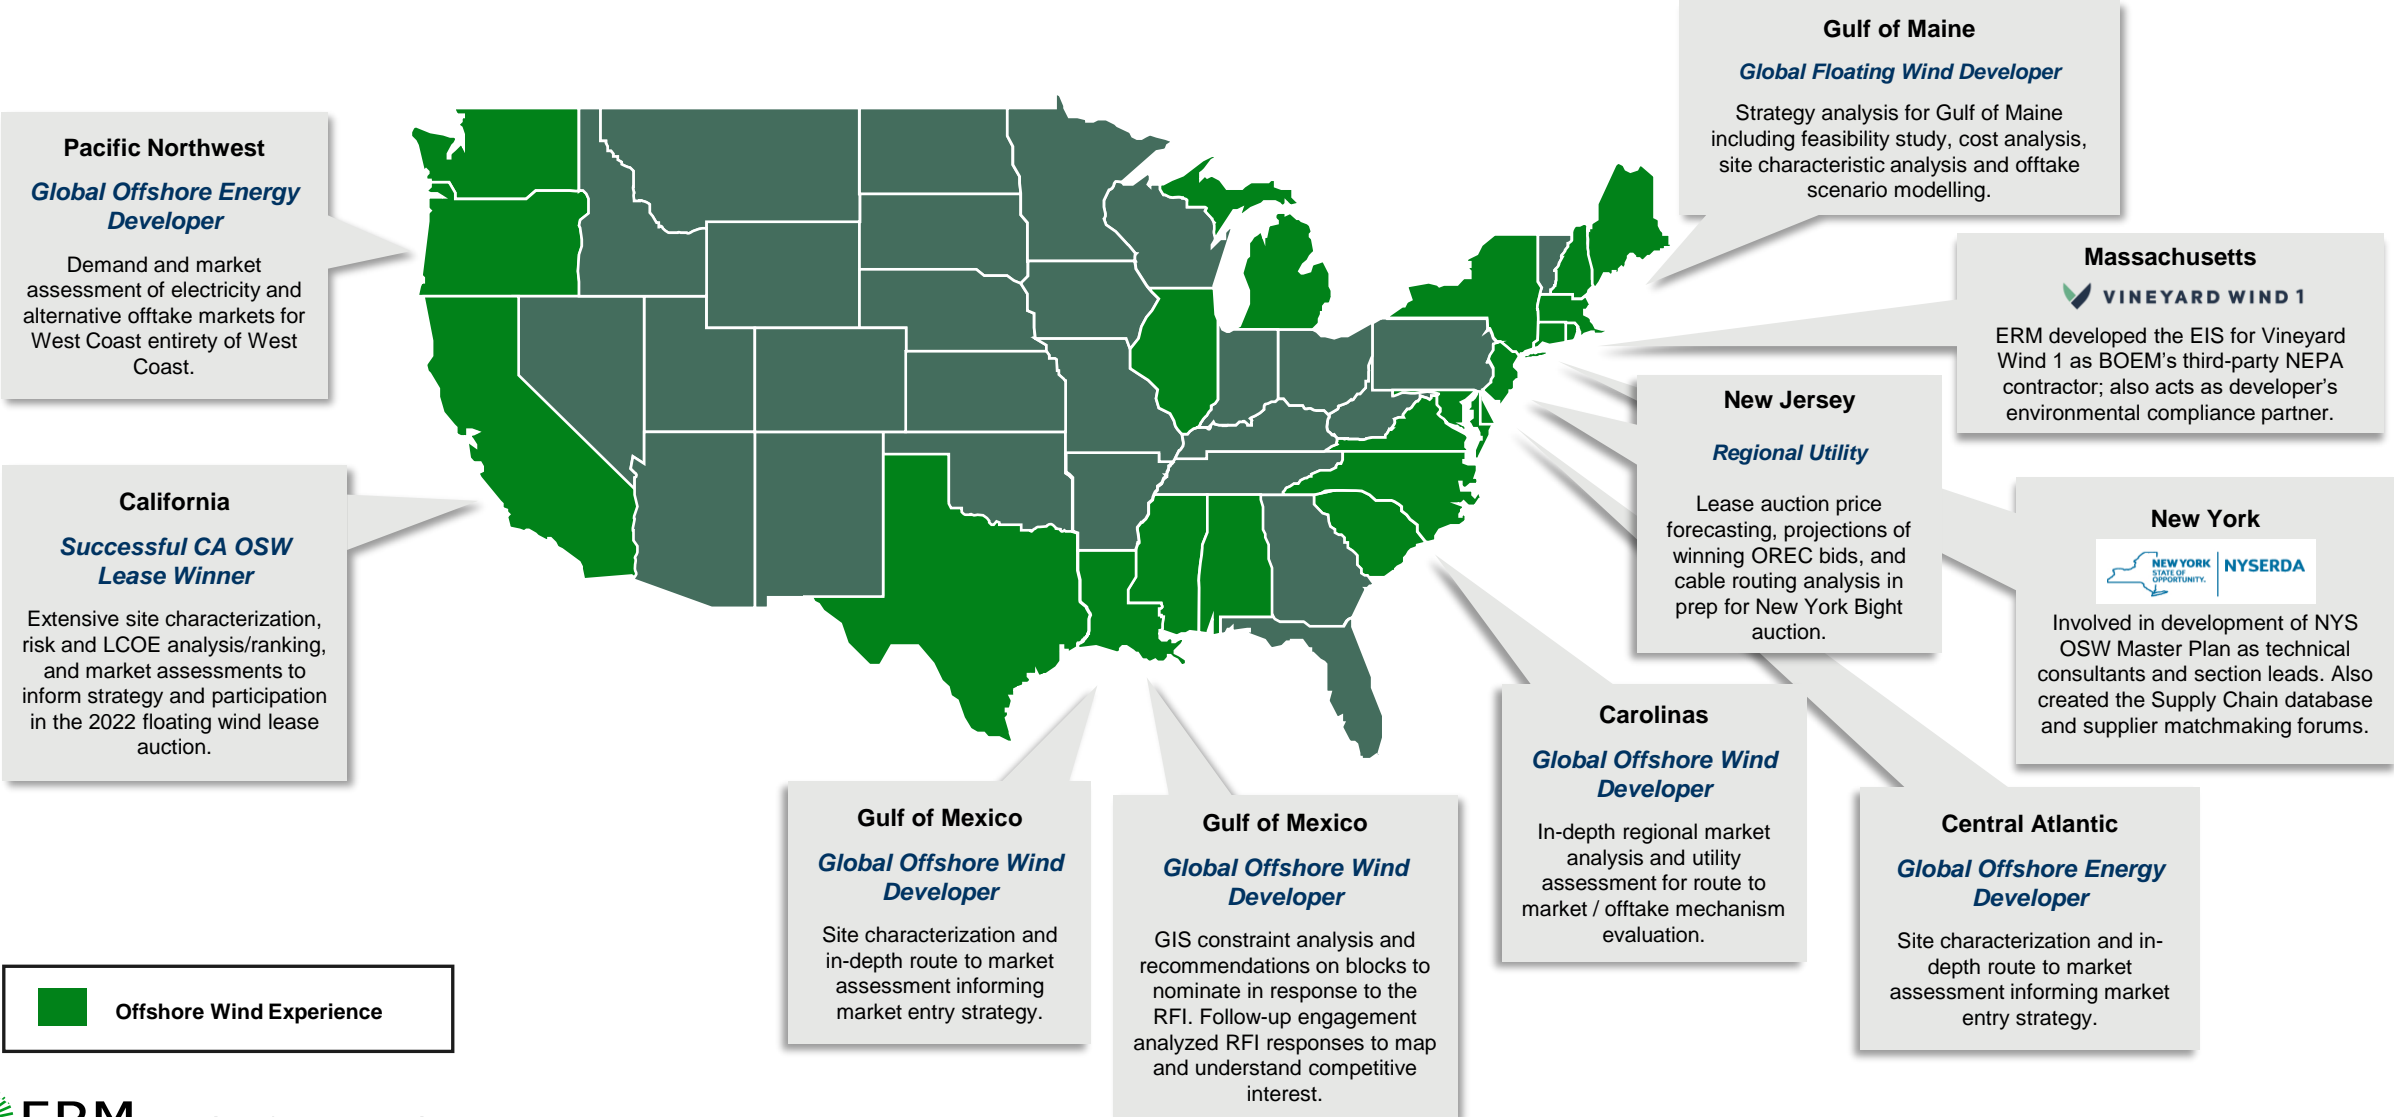 Gulf of Maine
Global Floating Wind Developer
Strategy analysis for Gulf of Maine
including feasibility study, cost analysis,
site characteristic analysis and offtake
scenario modelling.
Pacific Northwest
Global Offshore Energy
Developer
Demand and market
assessment of electricity and
alternative offtake markets for
West Coast entirety of West
Coast.
Massachusetts
VINEYARD WIND 1
ERM developed the EIS for Vineyard
Wind 1 as BOEM’s third-party NEPA
contractor; also acts as developer’s
environmental compliance partner.
New Jersey
Regional Utility
Lease auction price
forecasting, projections of
winning OREC bids, and
cable routing analysis in
prep for New York Bight
auction.
California
Successful CA OSW
Lease Winner
Extensive site characterization,
risk and LCOE analysis/ranking,
and market assessments to
inform strategy and participation
in the 2022 floating wind lease
auction.
New York
NEW YORK
STATE OF
OPPORTUNITY.
NYSERDA
Involved in development of NYS
OSW Master Plan as technical
consultants and section leads. Also
created the Supply Chain database
and supplier matchmaking forums.
Carolinas
Global Offshore Wind
Developer
In-depth regional market
analysis and utility
assessment for route to
market / offtake mechanism
evaluation.
Gulf of Mexico
Global Offshore Wind
Developer
Site characterization and
in-depth route to market
assessment informing
market entry strategy.
Gulf of Mexico
Global Offshore Wind
Developer
GIS constraint analysis and
recommendations on blocks to
nominate in response to the
RFI. Follow-up engagement
analyzed RFI responses to map
and understand competitive
interest.
Central Atlantic
Global Offshore Energy
Developer
Site characterization and in-
depth route to market
assessment informing market
entry strategy.
Offshore Wind Experience
ERM